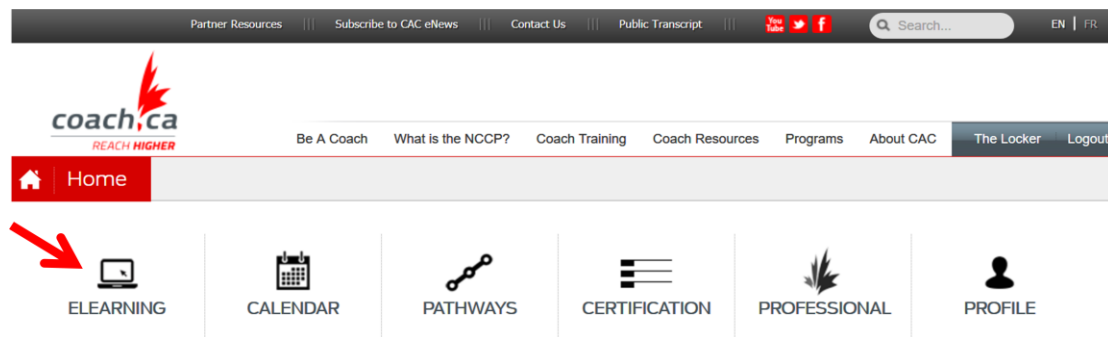 Partner Resources ||| Subscribe to CAC eNews ||| Contact Us ||| Public Transcript ||| You Tube f Search... EN | FR
coach.ca
REACH HIGHER
Be A Coach What is the NCCP? Coach Training Coach Resources Programs About CAC The Locker Logout
Home
ELEARNING CALENDAR PATHWAYS CERTIFICATION PROFESSIONAL PROFILE